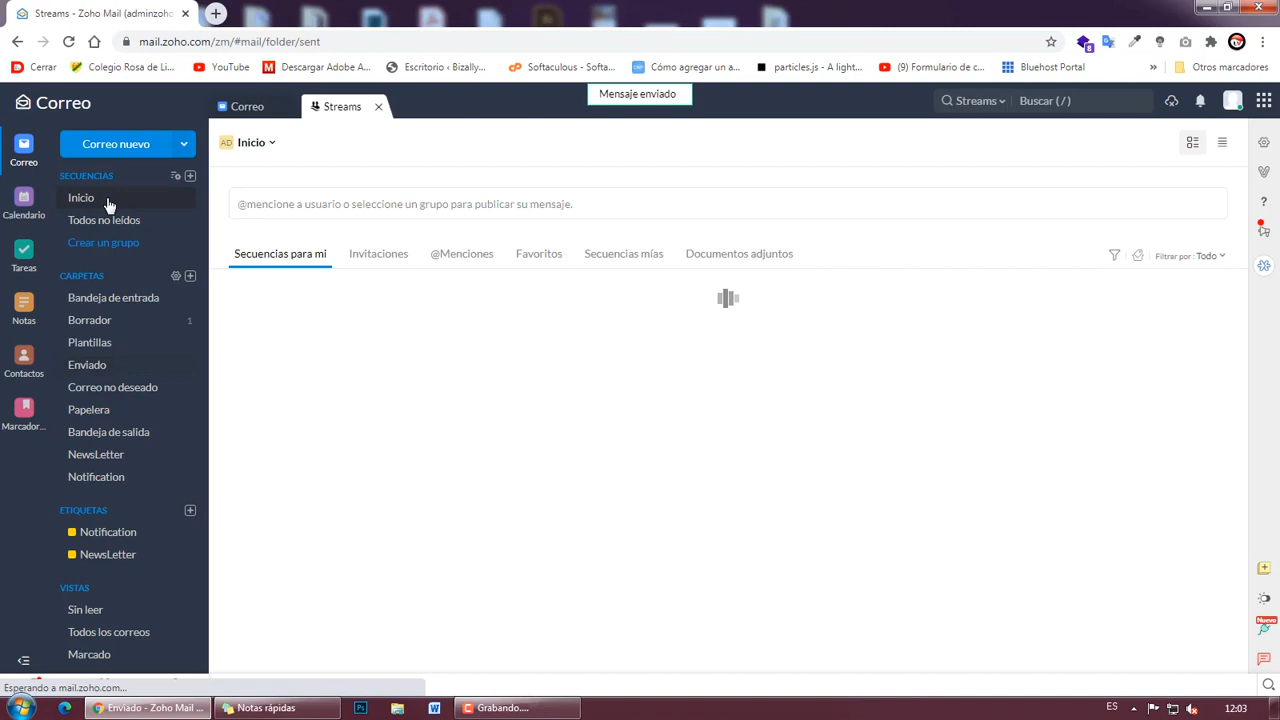 Streams - Zoho Mail (adminzoho
mail.zoho.com/zm/#mail/folder/sent
8
Cerrar
Colegio Rosa de Li...
YouTube
Descargar Adobe A...
Escritorio ‹ Bizally...
Softaculous - Softa...
Cómo agregar un a...
particles.js - A light...
(9) Formulario de c...
Bluehost Portal
»
Otros marcadores
Correo
Correo
Streams
Mensaje enviado
Streams
Buscar (/)
Correo
Calendario
Tareas
Notas
Contactos
Marcador...
Correo nuevo
SECUENCIAS
Inicio
Todos no leídos
Crear un grupo
CARPETAS
Bandeja de entrada
Borrador 1
Plantillas
Enviado
Correo no deseado
Papelera
Bandeja de salida
NewsLetter
Notification
ETIQUETAS
Notification
NewsLetter
VISTAS
Sin leer
Todos los correos
Marcado
AD Inicio
@mencione a usuario o seleccione un grupo para publicar su mensaje.
Secuencias para mi
Invitaciones
@Menciones
Favoritos
Secuencias mías
Documentos adjuntos
Filtrar por: Todo
Nuevo
Esperando a mail.zoho.com...
Enviado - Zoho Mail ...
Notas rápidas
Grabando....
ES
12:03